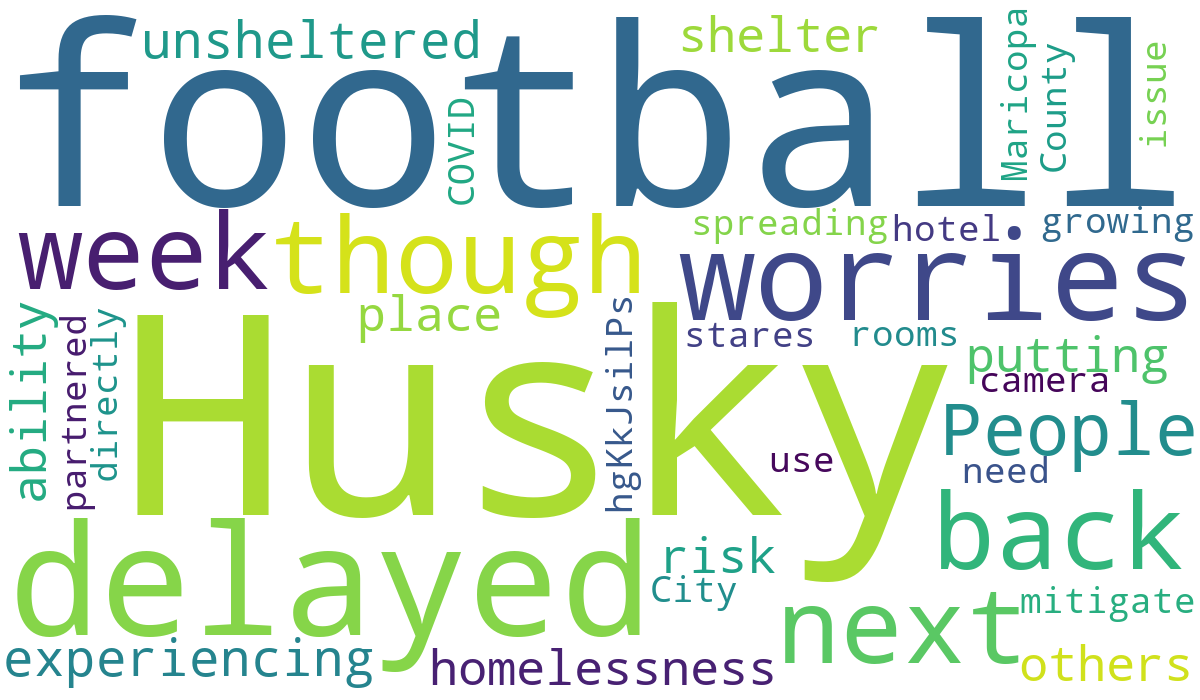 football
unsheltered
shelter
COVID
Maricopa
County
issue
week
though
worries
spreading
hotel
growing
place
stares
rooms
putting
camera
ability
partnered
directly
Husky
hgKkJsilPs
People
use
need
back
delayed
risk
City
next
mitigate
experiencing
homelessness
others